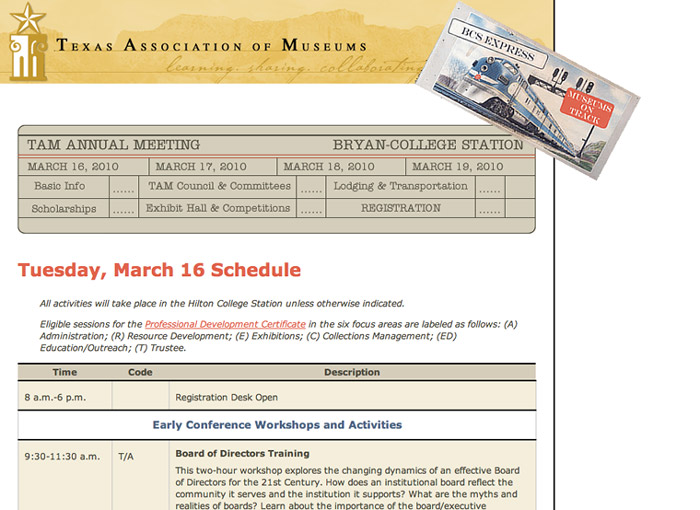 TEXAS ASSOCIATION OF MUSEUMS
learning. sharing. collaborating
BCS EXPRESS
MUSEUMS
ON
TRACK
TAM ANNUAL MEETING BRYAN-COLLEGE STATION
MARCH 16, 2010 MARCH 17, 2010 MARCH 18, 2010 MARCH 19, 2010
Basic Info ...... TAM Council & Committees ...... Lodging & Transportation ......
Scholarships ...... Exhibit Hall & Competitions ...... REGISTRATION ......
Tuesday, March 16 Schedule
All activities will take place in the Hilton College Station unless otherwise indicated.
Eligible sessions for the Professional Development Certificate in the six focus areas are labeled as follows: (A)
Administration; (R) Resource Development; (E) Exhibitions; (C) Collections Management; (ED)
Education/Outreach; (T) Trustee.
Time Code Description
8 a.m.-6 p.m. Registration Desk Open
Early Conference Workshops and Activities
9:30-11:30 a.m. T/A Board of Directors Training
This two-hour workshop explores the changing dynamics of an effective Board
of Directors for the 21st Century. How does an institutional board reflect the
community it serves and the institution it supports? What are the myths and
realities of boards? Learn about the importance of the board/executive